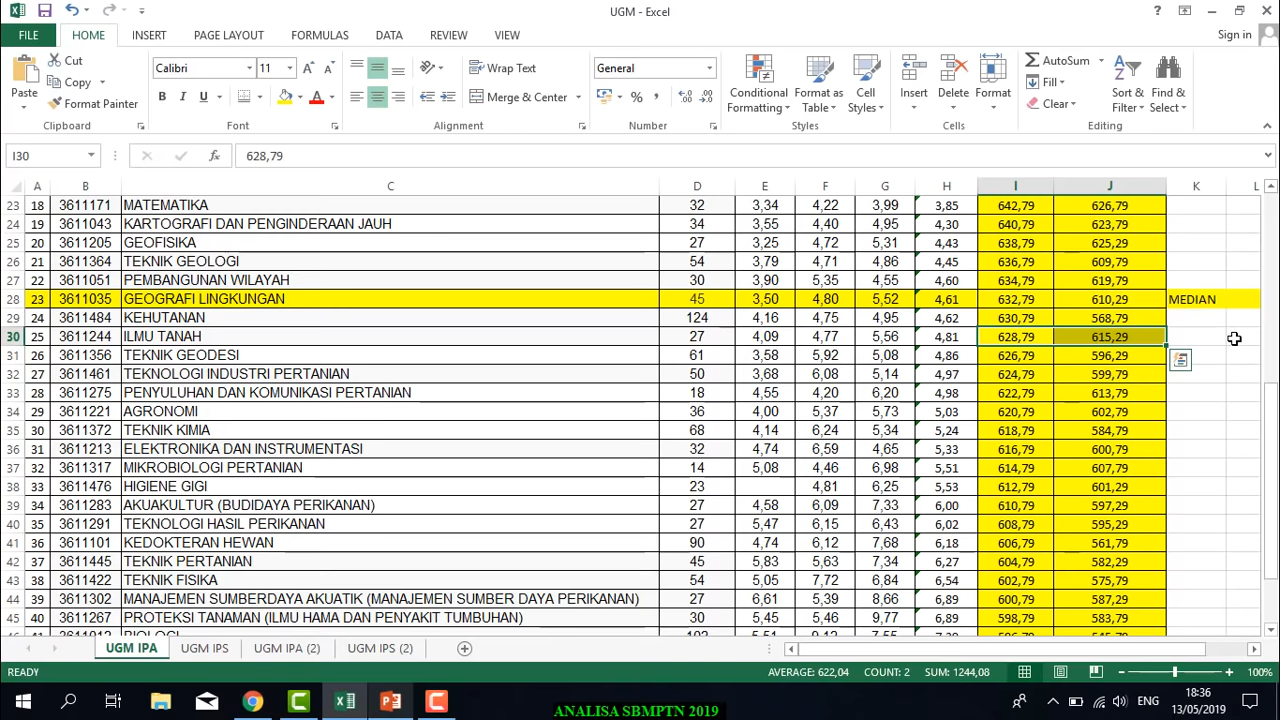 UGM - Excel
Sign in
FILE HOME INSERT PAGE LAYOUT FORMULAS DATA REVIEW VIEW
Paste Cut Copy Format Painter
Calibri 11
B I U
Wrap Text
Merge & Center
General
Conditional Formatting Format as Table Cell Styles
Insert Delete Format
AutoSum Fill Clear
Sort & Filter Find & Select
Clipboard Font Alignment Number Styles Cells Editing
I30 628,79
A B C D E F G H I J K L
23 18 3611171 MATEMATIKA 32 3,34 4,22 3,99 3,85 642,79 626,79
24 19 3611043 KARTOGRAFI DAN PENGINDERAAN JAUH 34 3,55 4,40 4,95 4,30 640,79 623,79
25 20 3611205 GEOFISIKA 27 3,25 4,72 5,31 4,43 638,79 625,29
26 21 3611364 TEKNIK GEOLOGI 54 3,79 4,71 4,86 4,45 636,79 609,79
27 22 3611051 PEMBANGUNAN WILAYAH 30 3,90 5,35 4,55 4,60 634,79 619,79
28 23 3611035 GEOGRAFI LINGKUNGAN 45 3,50 4,80 5,52 4,61 632,79 610,29 MEDIAN
29 24 3611484 KEHUTANAN 124 4,16 4,75 4,95 4,62 630,79 568,79
30 25 3611244 ILMU TANAH 27 4,09 4,77 5,56 4,81 628,79 615,29
31 26 3611356 TEKNIK GEODESI 61 3,58 5,92 5,08 4,86 626,79 596,29
32 27 3611461 TEKNOLOGI INDUSTRI PERTANIAN 50 3,68 6,08 5,14 4,97 624,79 599,79
33 28 3611275 PENYULUHAN DAN KOMUNIKASI PERTANIAN 18 4,55 4,20 6,20 4,98 622,79 613,79
34 29 3611221 AGRONOMI 36 4,00 5,37 5,73 5,03 620,79 602,79
35 30 3611372 TEKNIK KIMIA 68 4,14 6,24 5,34 5,24 618,79 584,79
36 31 3611213 ELEKTRONIKA DAN INSTRUMENTASI 32 4,74 6,59 4,65 5,33 616,79 600,79
37 32 3611317 MIKROBIOLOGI PERTANIAN 14 5,08 4,46 6,98 5,51 614,79 607,79
38 33 3611476 HIGIENE GIGI 23 4,81 6,25 5,53 612,79 601,29
39 34 3611283 AKUAKULTUR (BUDIDAYA PERIKANAN) 27 4,58 6,09 7,33 6,00 610,79 597,29
40 35 3611291 TEKNOLOGI HASIL PERIKANAN 27 5,47 6,15 6,43 6,02 608,79 595,29
41 36 3611101 KEDOKTERAN HEWAN 90 4,74 6,12 7,68 6,18 606,79 561,79
42 37 3611445 TEKNIK PERTANIAN 45 5,83 5,63 7,34 6,27 604,79 582,29
43 38 3611422 TEKNIK FISIKA 54 5,05 7,72 6,84 6,54 602,79 575,79
44 39 3611302 MANAJEMEN SUMBERDAYA AKUATIK (MANAJEMEN SUMBER DAYA PERIKANAN) 27 6,61 5,39 8,66 6,89 600,79 587,29
45 40 3611267 PROTEKSI TANAMAN (ILMU HAMA DAN PENYAKIT TUMBUHAN) 30 5,45 5,46 9,77 6,89 598,79 583,79
UGM IPA UGM IPS UGM IPA (2) UGM IPS (2)
READY AVERAGE: 622,04 COUNT: 2 SUM: 1244,08 100%
ENG 18:36
13/05/2019
ANALISA SBMPTN 2019